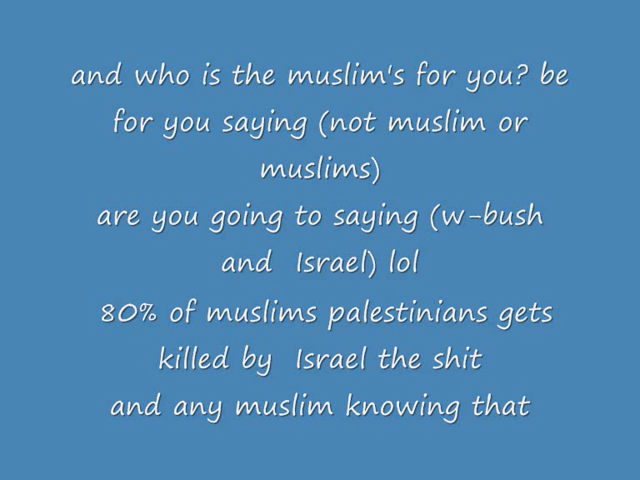 and who is the muslim's for you? be
for you saying (not muslim or
muslims)
are you going to saying (w-bush
and Israel) lol
80% of muslims palestinians gets
killed by Israel the shit
and any muslim knowing that